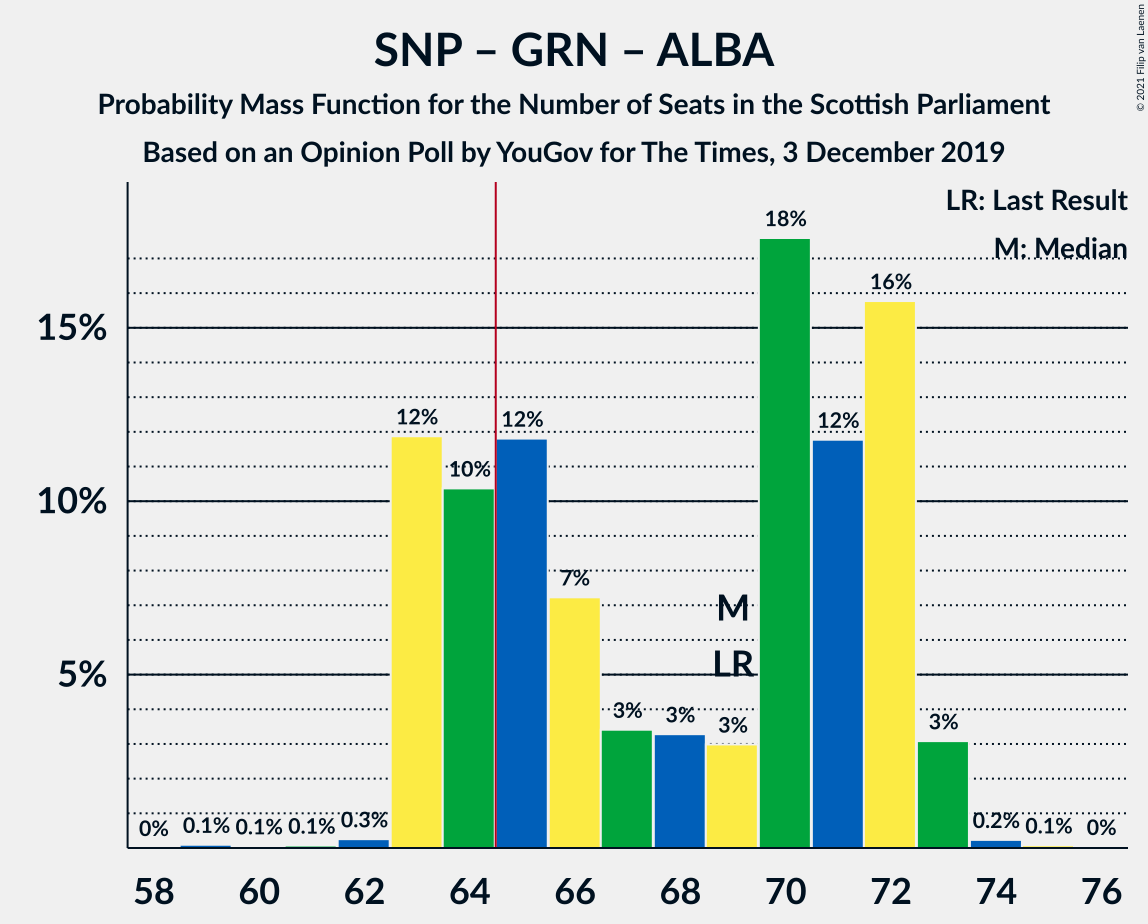 SNP – GRN – ALBA
Probability Mass Function for the Number of Seats in the Scottish Parliament
Based on an Opinion Poll by YouGov for The Times, 3 December 2019
© 2021 Filip van Laenen
LR: Last Result
M: Median
15%
10%
5%
0%
0.1%
0.1%
0.1%
0.3%
12%
10%
12%
7%
3%
3%
3%
18%
12%
16%
3%
0.2%
0.1%
0%
M
LR
58 60 62 64 66 68 70 72 74 76